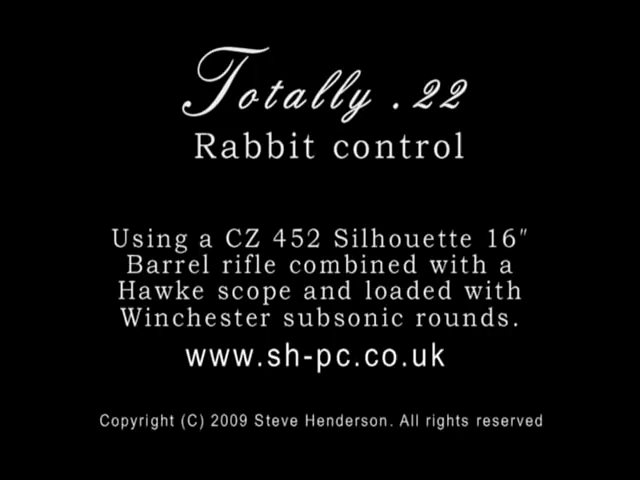 Totally .22
Rabbit control
Using a CZ 452 Silhouette 16"
Barrel rifle combined with a
Hawke scope and loaded with
Winchester subsonic rounds.
www.sh-pc.co.uk
Copyright (C) 2009 Steve Henderson. All rights reserved